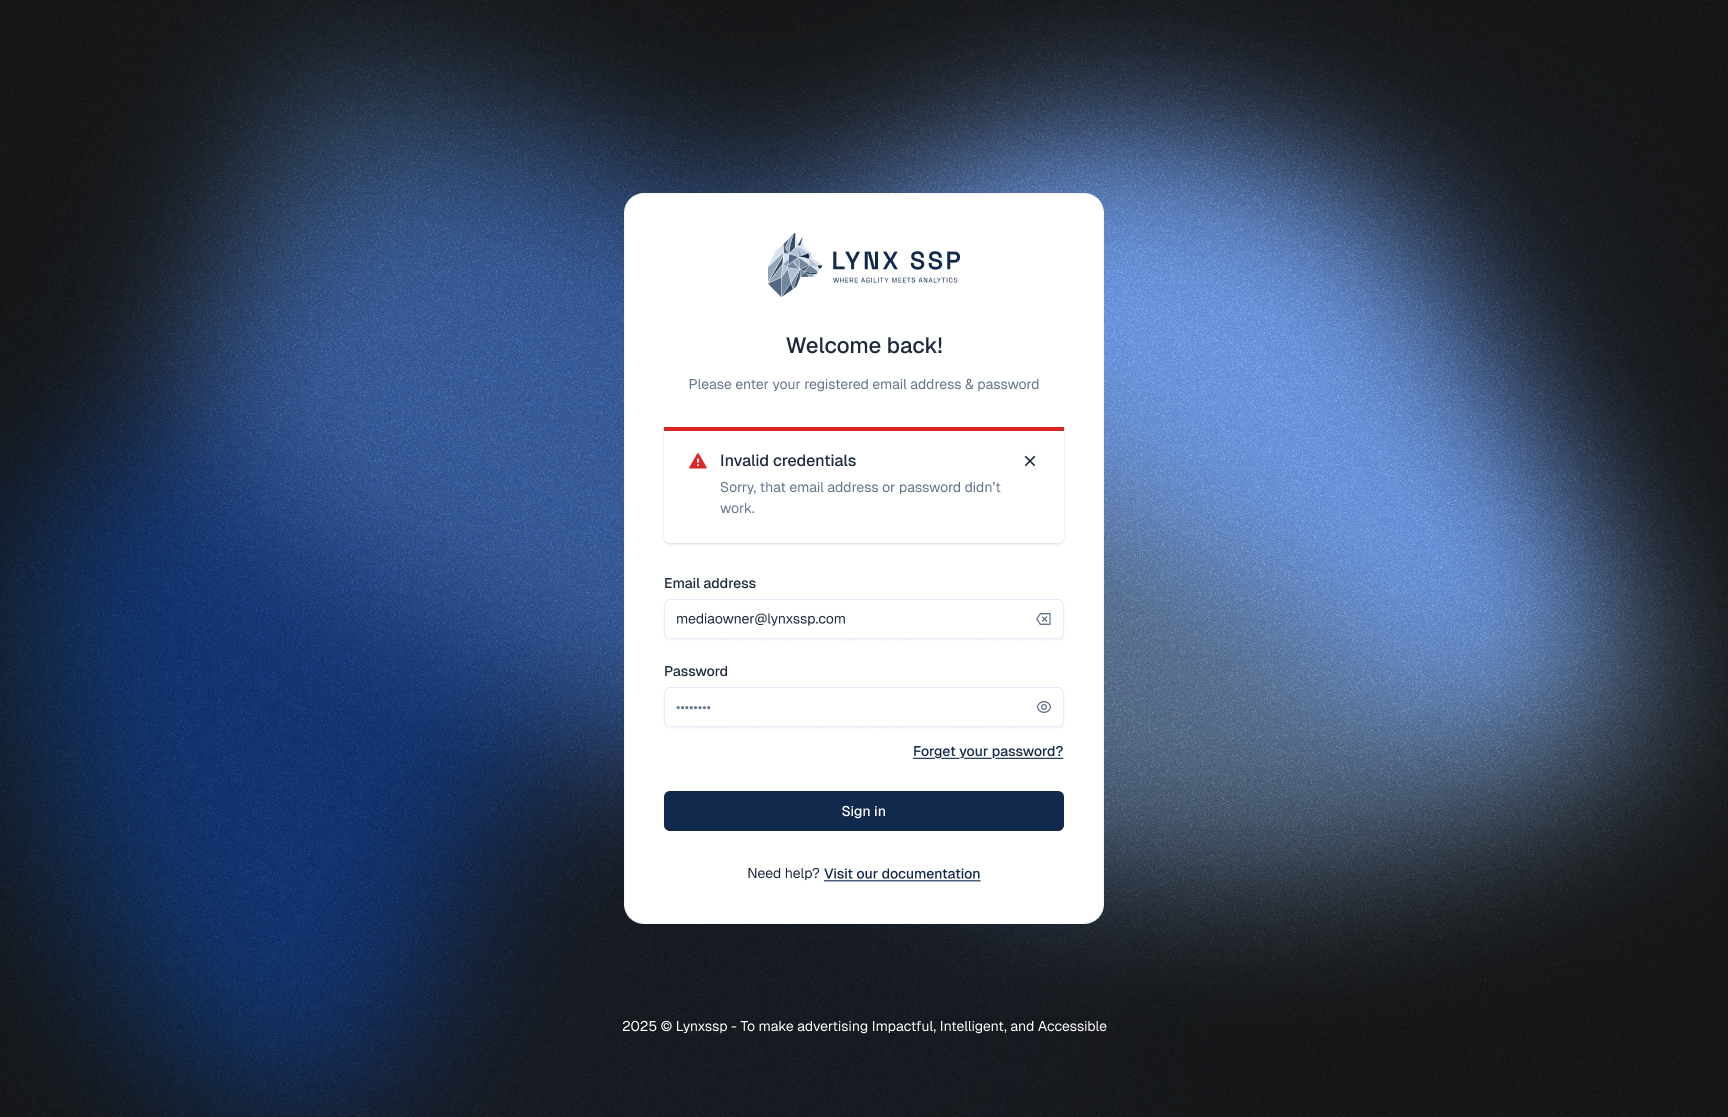 LYNX SSP
WHERE AGILITY MEETS ANALYTICS
Welcome back!
Please enter your registered email address & password
Invalid credentials
Sorry, that email address or password didn't
work.
Email address
mediaowner@lynxssp.com
Password
••••••••
Forget your password?
Sign in
Need help? Visit our documentation
2025 © Lynxssp - To make advertising Impactful, Intelligent, and Accessible